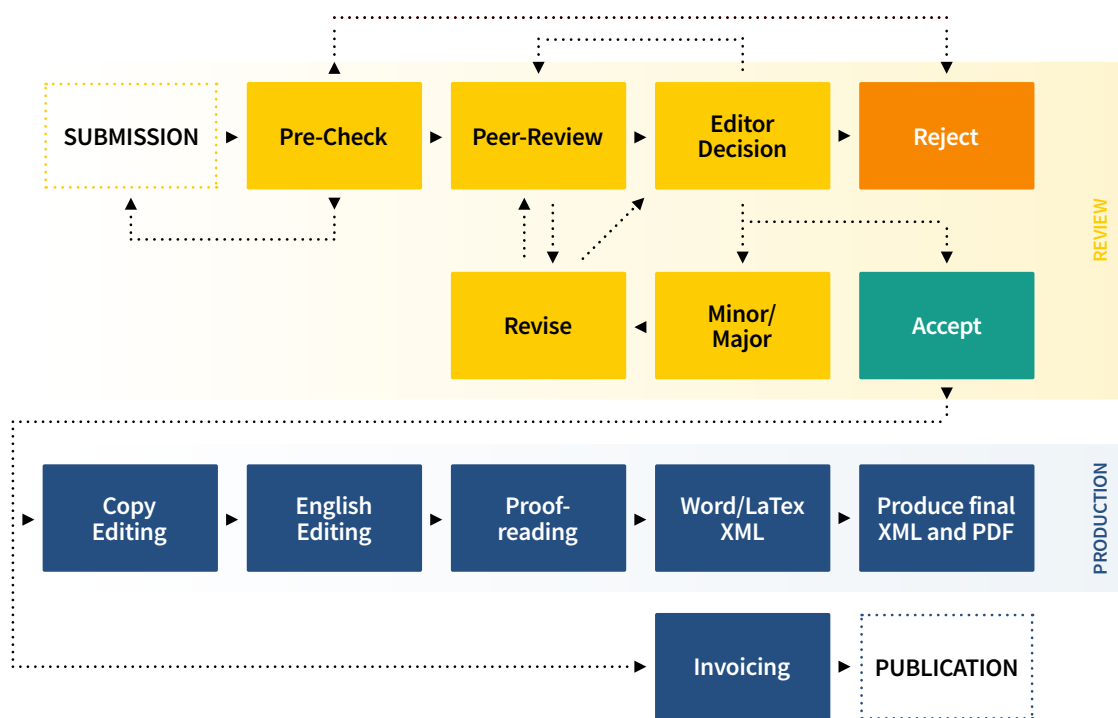 SUBMISSION
Pre-Check
Peer-Review
Editor
Decision
Reject
REVIEW
Revise
Minor/
Major
Accept
Copy
Editing
English
Editing
Proof-
reading
Word/LaTex
XML
Produce final
XML and PDF
PRODUCTION
Invoicing
PUBLICATION